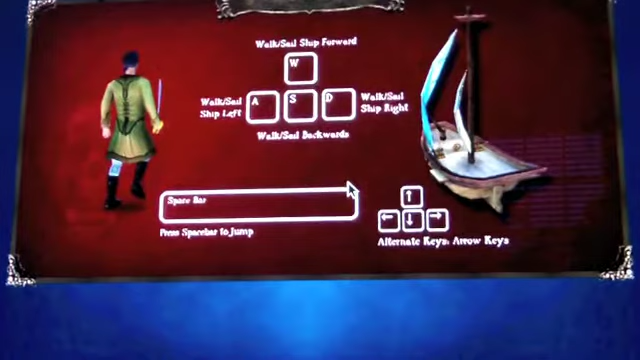 Walk/Sail Ship Forward
W
Walk/Sail
Ship Left
A
S
D
Walk/Sail
Ship Right
Walk/Sail Backwards
Space Bar
↑
← ↓ →
Press Spacebar to Jump
Alternate Keys: Arrow Keys